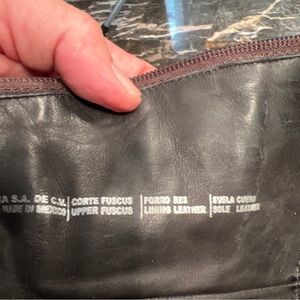 S.A. DE C.V. | CORTE FUSCUS | FORRO RES | SUELA CUERO
MADE IN MEXICO | UPPER FUSCUS | LINING LEATHER | SOLE LEATHER